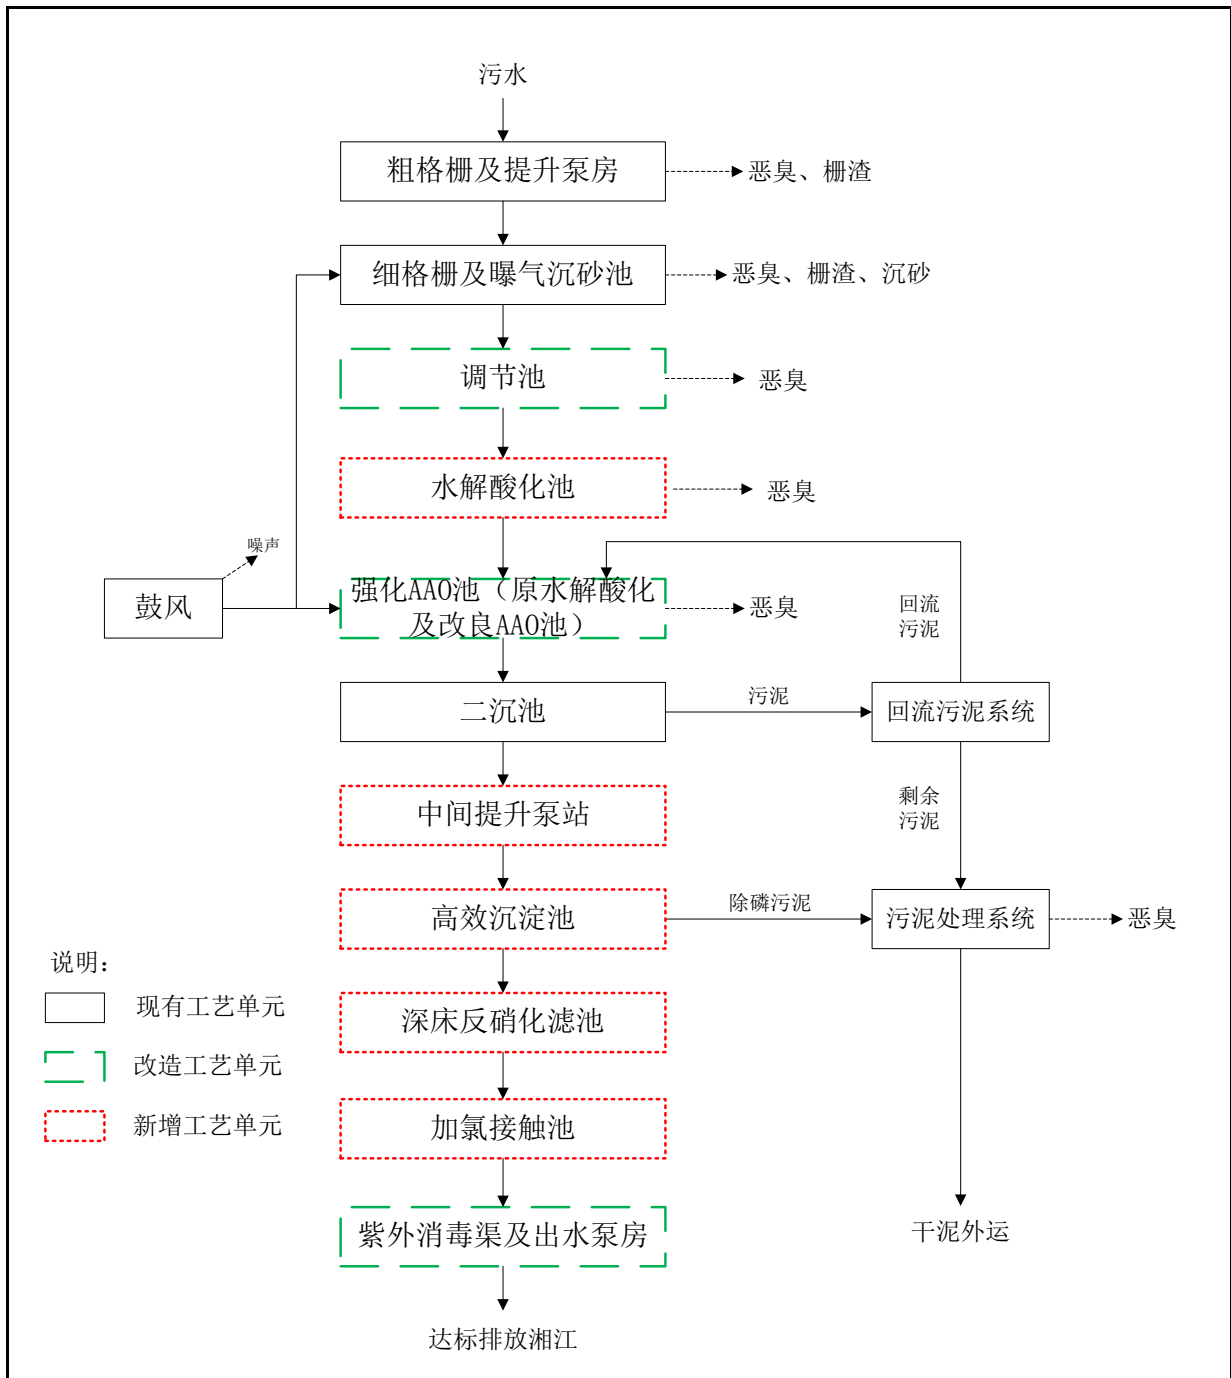 污水
粗格栅及提升泵房
恶臭、栅渣
细格栅及曝气沉砂池
恶臭、栅渣、沉砂
调节池
恶臭
水解酸化池
恶臭
噪声
鼓风
强化AAO池（原水解酸化
及改良AAO池）
恶臭
回流
污泥
二沉池
污泥
回流污泥系统
中间提升泵站
剩余
污泥
高效沉淀池
除磷污泥
污泥处理系统
恶臭
说明：
现有工艺单元
深床反硝化滤池
改造工艺单元
新增工艺单元
加氯接触池
紫外消毒渠及出水泵房
干泥外运
达标排放湘江